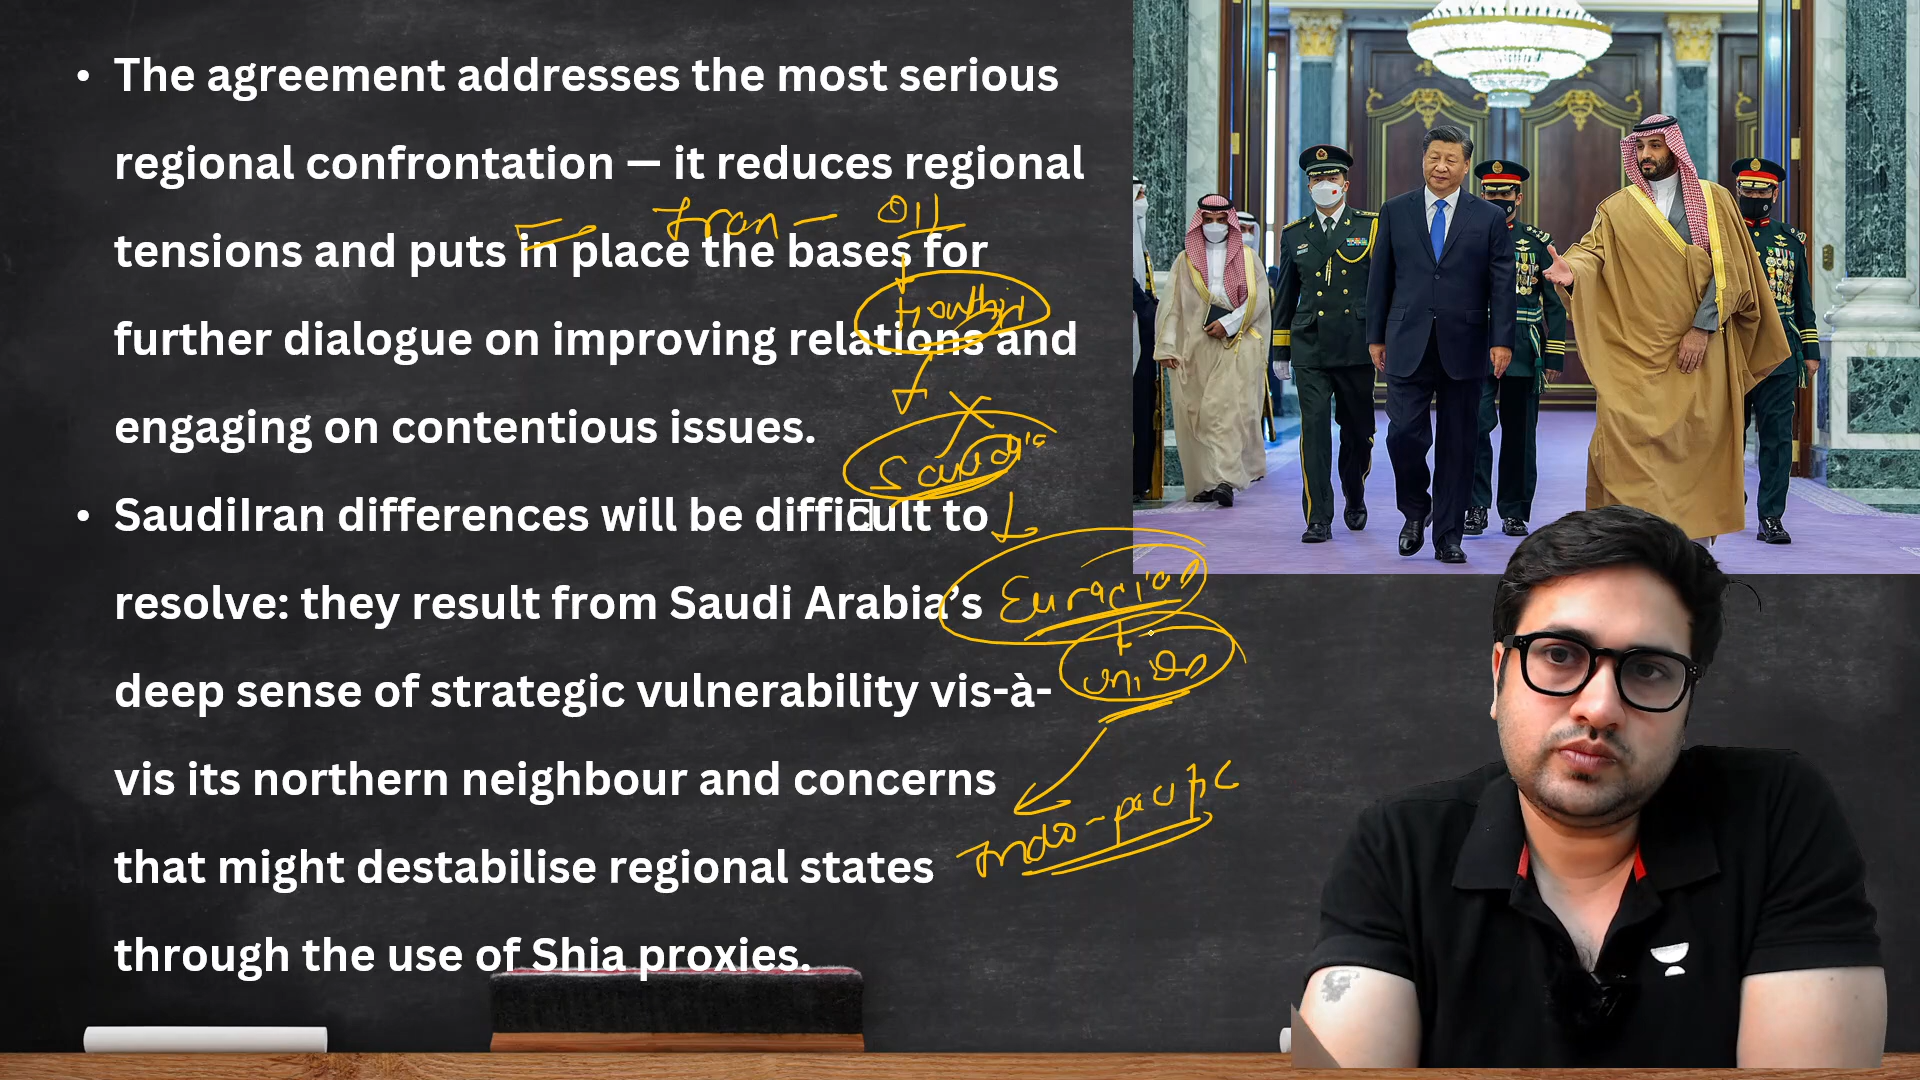 • The agreement addresses the most serious
regional confrontation — it reduces regional
Iran – Oil
tensions and puts in place the bases for
Houthi
further dialogue on improving relations and
engaging on contentious issues.
Saudi's
• SaudiIran differences will be difficult to
Eurasian
resolve: they result from Saudi Arabia’s
Union
deep sense of strategic vulnerability vis-à-
vis its northern neighbour and concerns
Indo-pacific
that might destabilise regional states
through the use of Shia proxies.